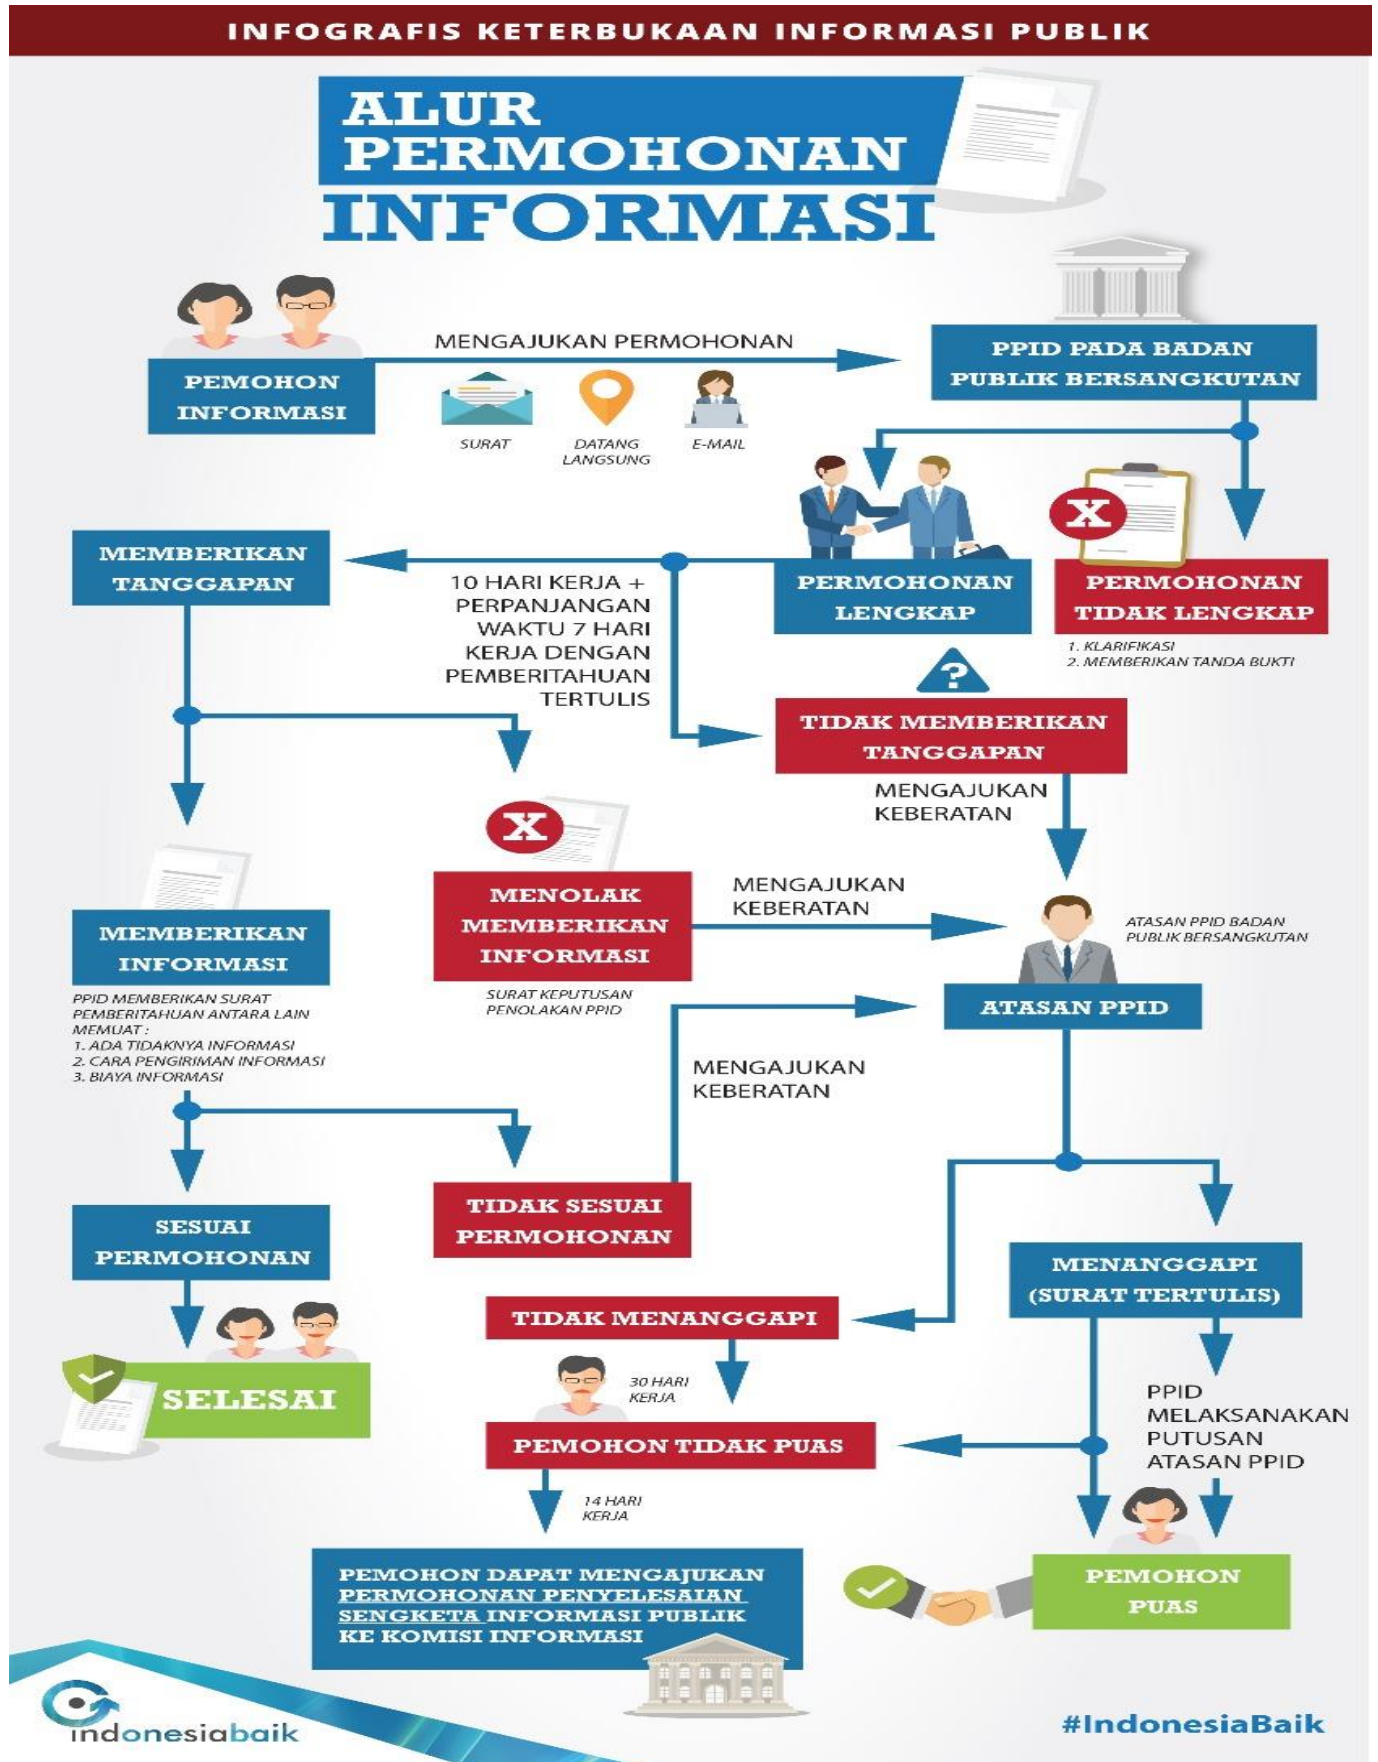 INFOGRAFIS KETERBUKAAN INFORMASI PUBLIK
ALUR
PERMOHONAN
INFORMASI
PEMOHON
INFORMASI
MENGAJUKAN PERMOHONAN
SURAT
DATANG
LANGSUNG
E-MAIL
PPID PADA BADAN
PUBLIK BERSANGKUTAN
X
PERMOHONAN
LENGKAP
PERMOHONAN
TIDAK LENGKAP
1. KLARIFIKASI
2. MEMBERIKAN TANDA BUKTI
MEMBERIKAN
TANGGAPAN
10 HARI KERJA +
PERPANJANGAN
WAKTU 7 HARI
KERJA DENGAN
PEMBERITAHUAN
TERTULIS
?
TIDAK MEMBERIKAN
TANGGAPAN
MENGAJUKAN
KEBERATAN
X
MENOLAK
MEMBERIKAN
INFORMASI
SURAT KEPUTUSAN
PENOLAKAN PPID
MENGAJUKAN
KEBERATAN
ATASAN PPID BADAN
PUBLIK BERSANGKUTAN
ATASAN PPID
MEMBERIKAN
INFORMASI
PPID MEMBERIKAN SURAT
PEMBERITAHUAN ANTARA LAIN
MEMUAT :
1. ADA TIDAKNYA INFORMASI
2. CARA PENGIRIMAN INFORMASI
3. BIAYA INFORMASI
MENGAJUKAN
KEBERATAN
TIDAK SESUAI
PERMOHONAN
SESUAI
PERMOHONAN
SELESAI
MENANGGAPI
(SURAT TERTULIS)
TIDAK MENANGGAPI
30 HARI
KERJA
PEMOHON TIDAK PUAS
PPID
MELAKSANAKAN
PUTUSAN
ATASAN PPID
14 HARI
KERJA
PEMOHON DAPAT MENGAJUKAN
PERMOHONAN PENYELESAIAN
SENGKETA INFORMASI PUBLIK
KE KOMISI INFORMASI
PEMOHON
PUAS
indonesiabaik
#IndonesiaBaik